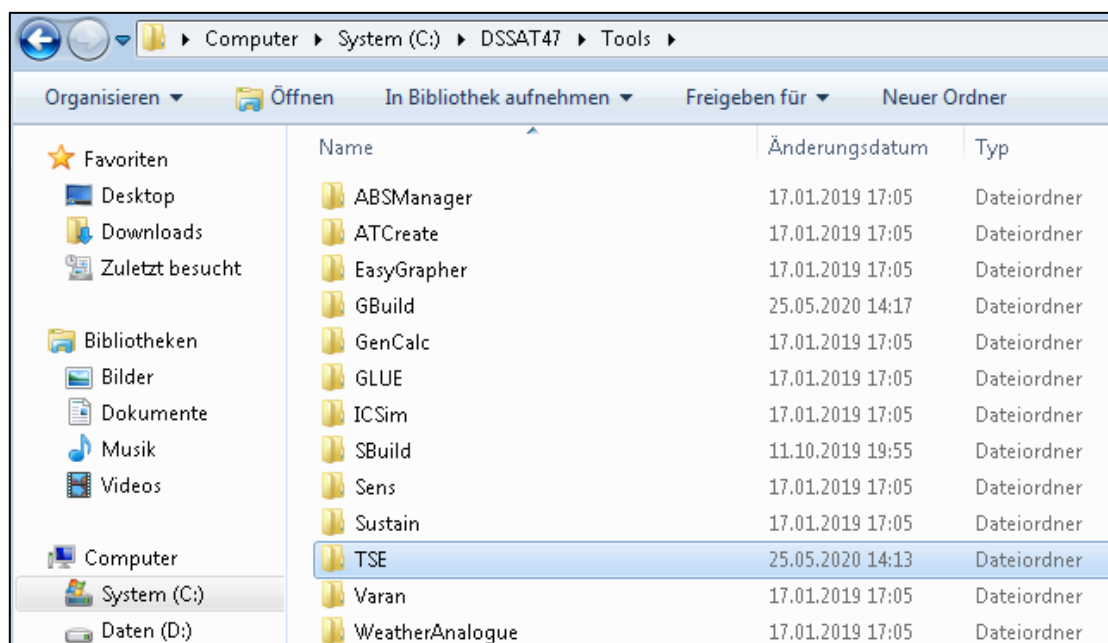 Computer System (C:) DSSAT47 Tools
Organisieren Öffnen In Bibliothek aufnehmen Freigeben für Neuer Ordner
Favoriten
Desktop
Downloads
Zuletzt besucht
Bibliotheken
Bilder
Dokumente
Musik
Videos
Computer
System (C:)
Daten (D:)
Name Änderungsdatum Typ
ABSManager 17.01.2019 17:05 Dateiordner
ATCreate 17.01.2019 17:05 Dateiordner
EasyGrapher 17.01.2019 17:05 Dateiordner
GBuild 25.05.2020 14:17 Dateiordner
GenCalc 17.01.2019 17:05 Dateiordner
GLUE 17.01.2019 17:05 Dateiordner
ICSim 17.01.2019 17:05 Dateiordner
SBuild 11.10.2019 19:55 Dateiordner
Sens 17.01.2019 17:05 Dateiordner
Sustain 17.01.2019 17:05 Dateiordner
TSE 25.05.2020 14:13 Dateiordner
Varan 17.01.2019 17:05 Dateiordner
WeatherAnalogue 17.01.2019 17:05 Dateiordner